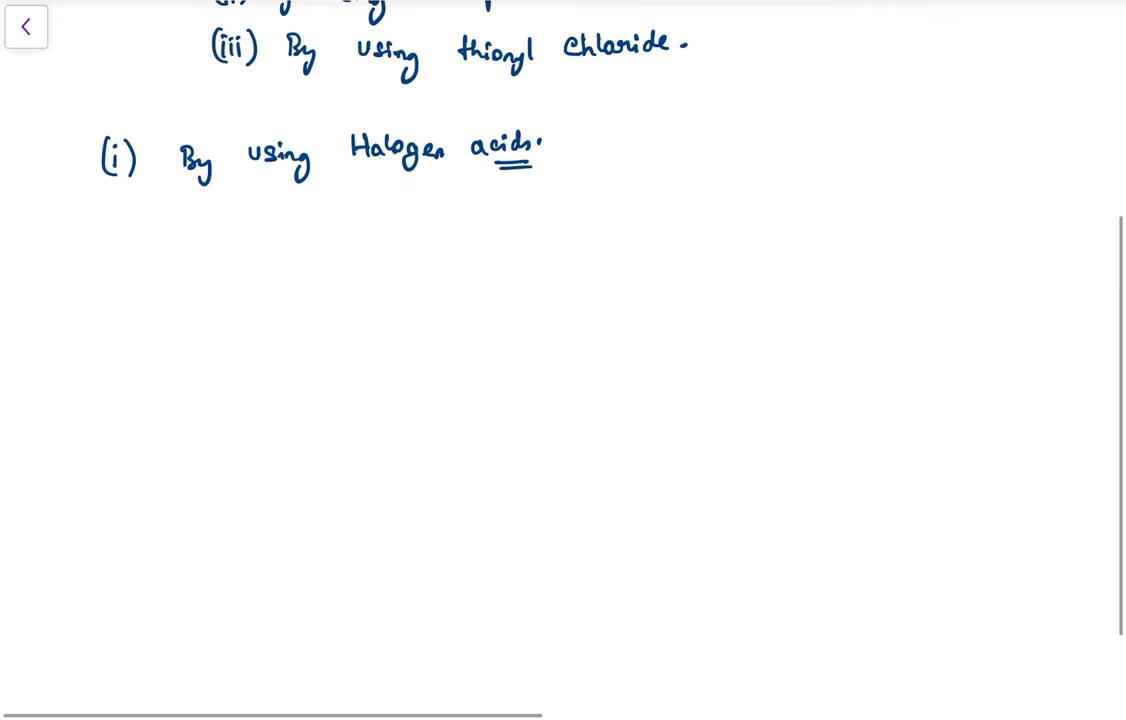 (iii) By using thionyl chloride.
(i) By using Halogen acids.